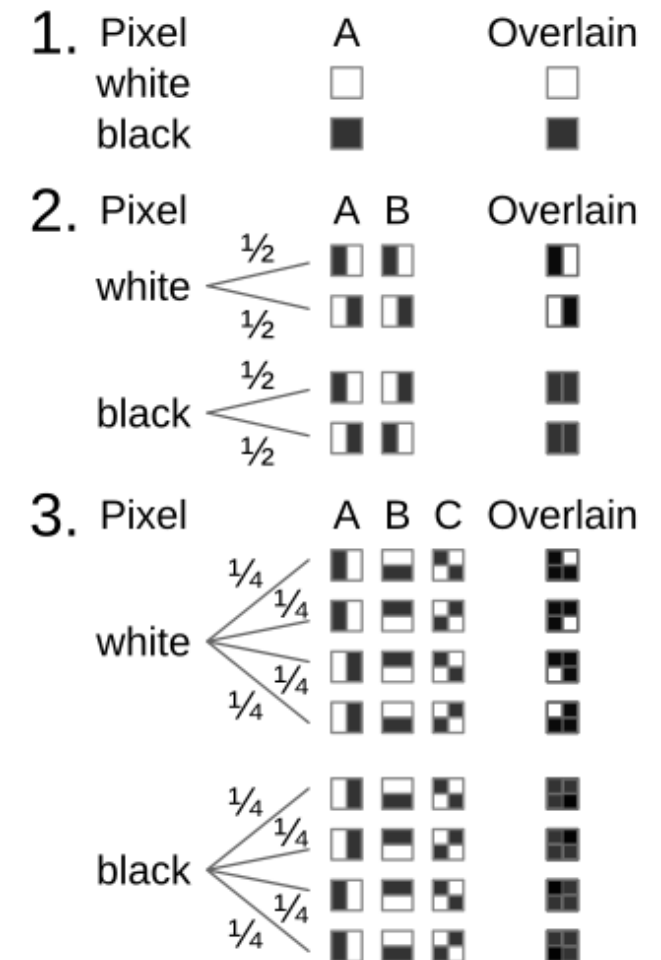 1. Pixel A Overlain
white
black
2. Pixel A B Overlain
½
white
½
½
black
½
3. Pixel A B C Overlain
¼
¼
white
¼
¼
¼
¼
black
¼
¼